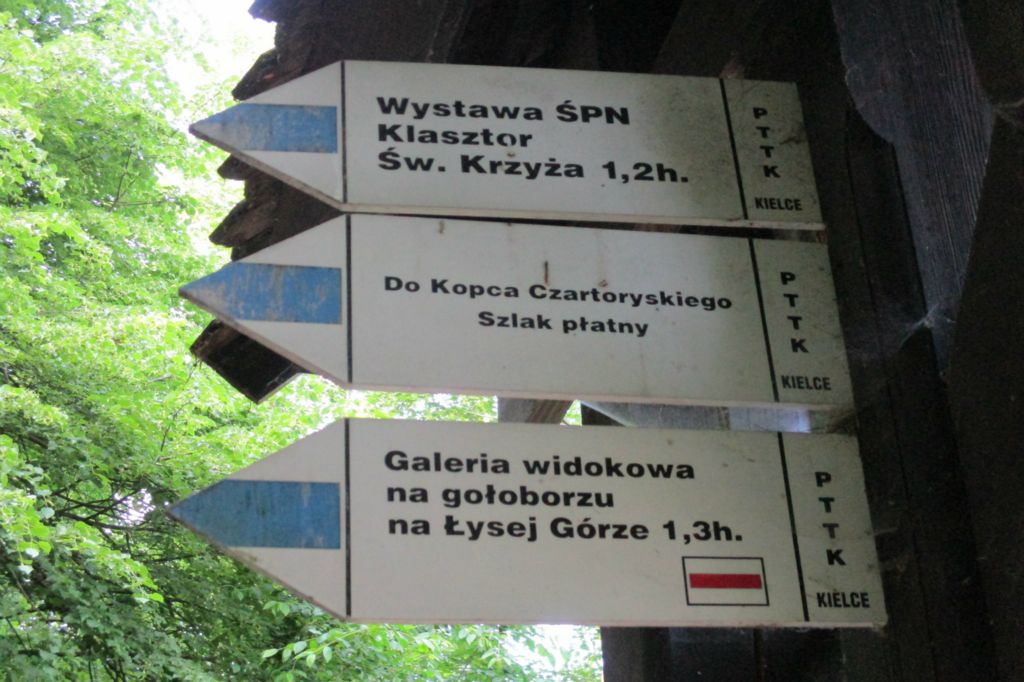 Wystawa ŚPN
Klasztor
Św. Krzyża 1,2h.
PTTK
KIELCE
Do Kopca Czartoryskiego
Szlak płatny
PTTK
KIELCE
Galeria widokowa
na gołoborzu
na Łysej Górze 1,3h.
PTTK
KIELCE